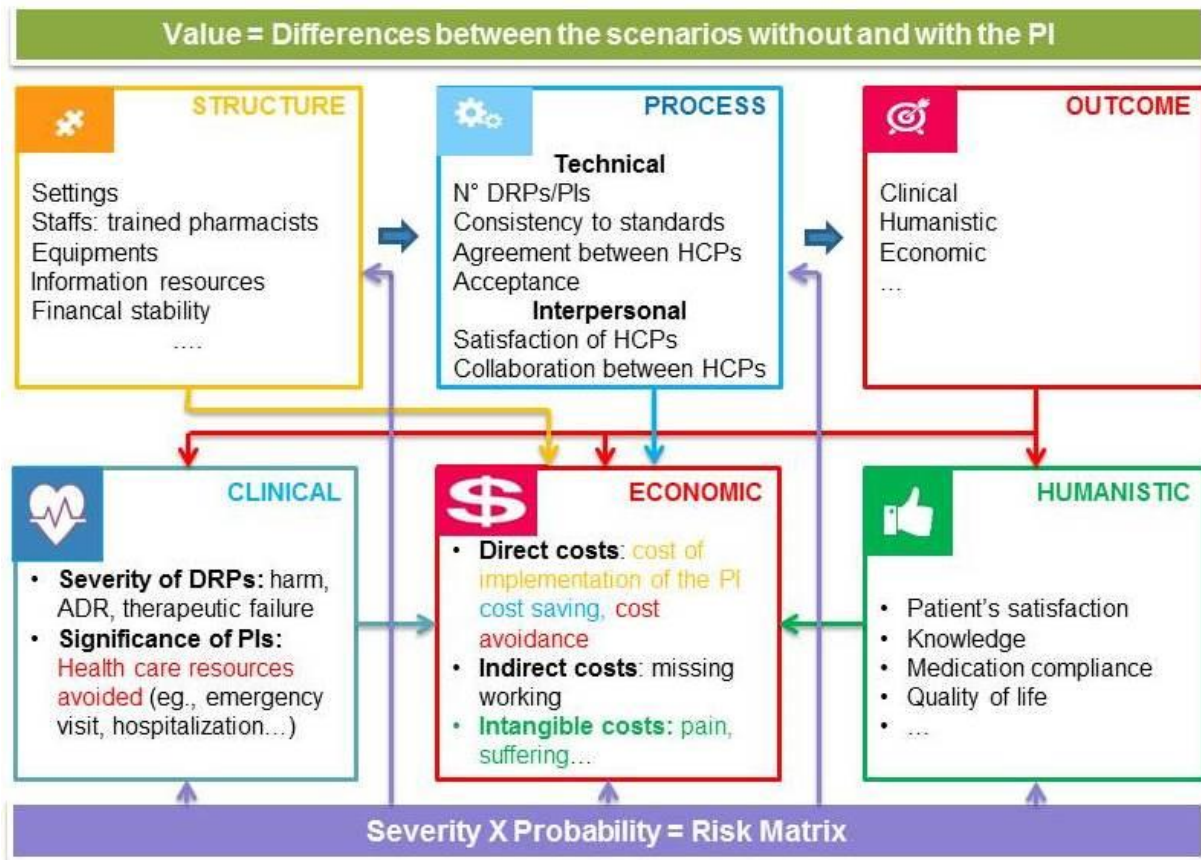 Value = Differences between the scenarios without and with the PI
STRUCTURE
Settings
Staffs: trained pharmacists
Equipments
Information resources
Financal stability
....
PROCESS
Technical
N° DRPs/PIs
Consistency to standards
Agreement between HCPs
Acceptance
Interpersonal
Satisfaction of HCPs
Collaboration between HCPs
OUTCOME
Clinical
Humanistic
Economic
...
CLINICAL
• Severity of DRPs: harm,
ADR, therapeutic failure
• Significance of PIs:
Health care resources
avoided (eg., emergency
visit, hospitalization...)
$
ECONOMIC
• Direct costs: cost of
implementation of the PI
cost saving, cost
avoidance
• Indirect costs: missing
working
• Intangible costs: pain,
suffering...
HUMANISTIC
• Patient's satisfaction
• Knowledge
• Medication compliance
• Quality of life
• ...
Severity X Probability = Risk Matrix